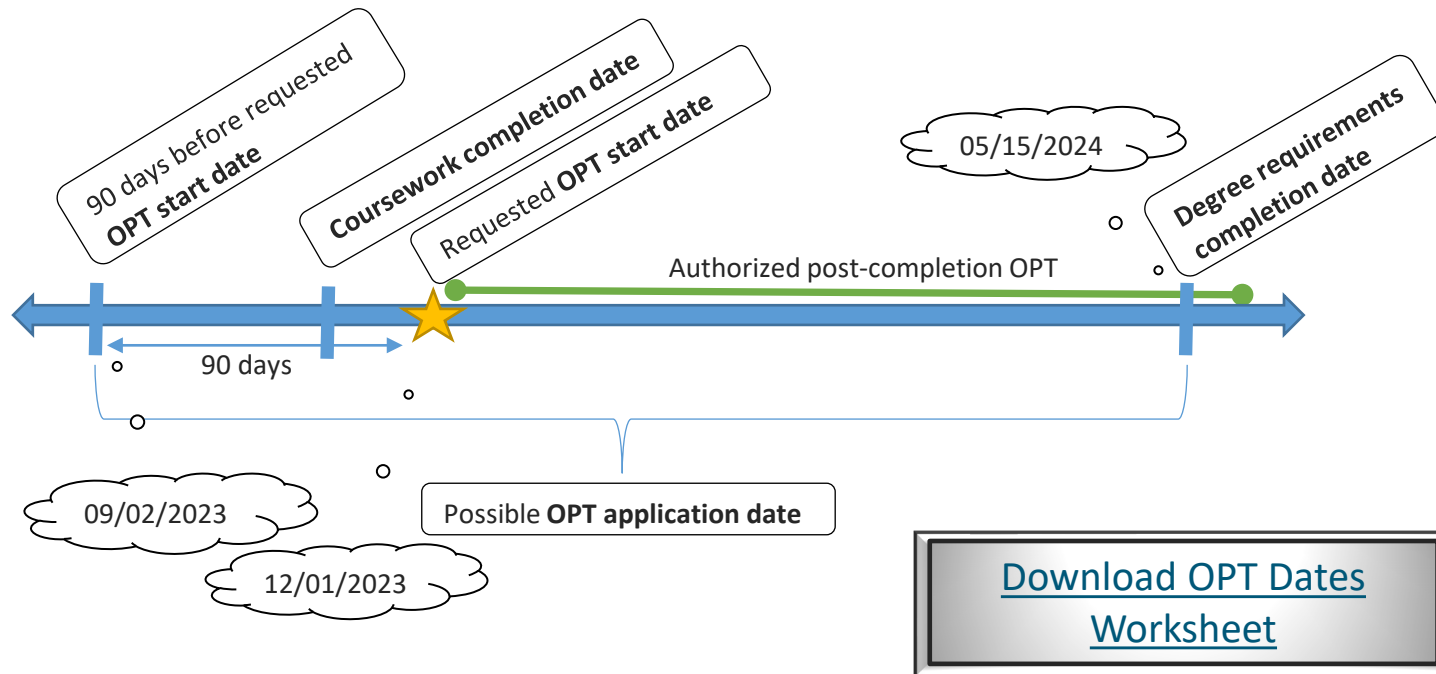 90 days before requested
OPT start date
Coursework completion date
Requested OPT start date
05/15/2024
Degree requirements
completion date
Authorized post-completion OPT
90 days
09/02/2023
12/01/2023
Possible OPT application date
Download OPT Dates
Worksheet